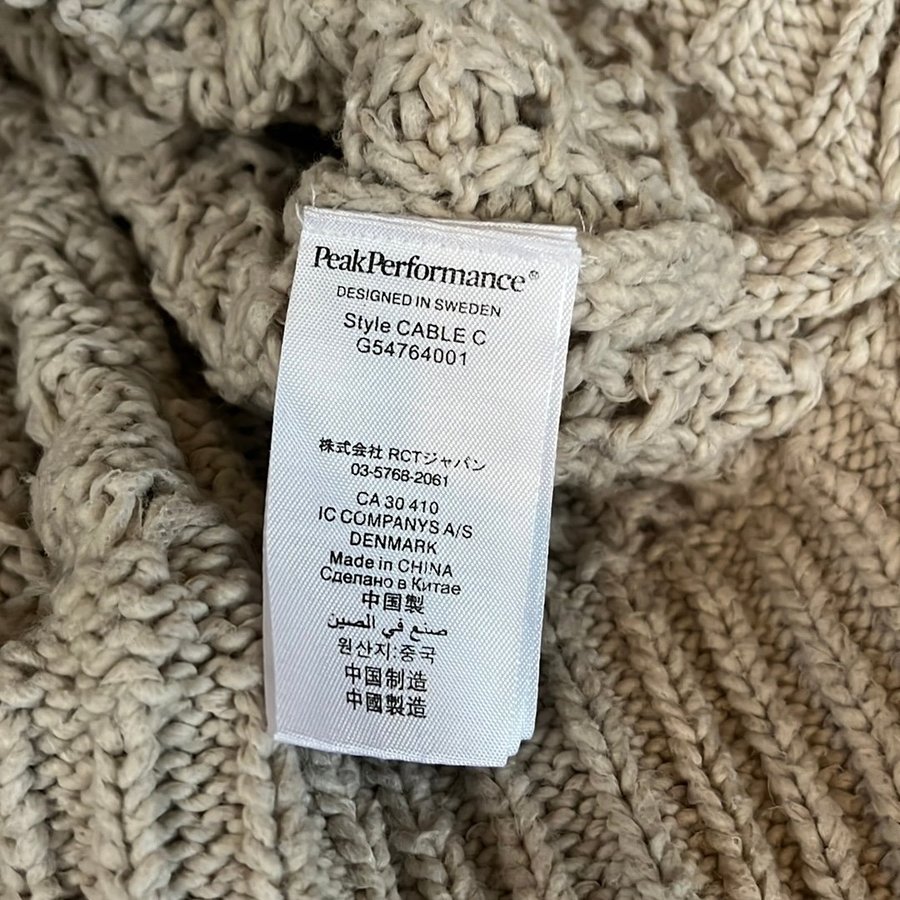 PeakPerformance®
DESIGNED IN SWEDEN
Style CABLE C
G54764001
株式会社 RCTジャパン
03-5768-2061
CA 30 410
IC COMPANYS A/S
DENMARK
Made in CHINA
Сделано в Китае
中国製
صنع في الصين
원산지:중국
中国制造
中國製造